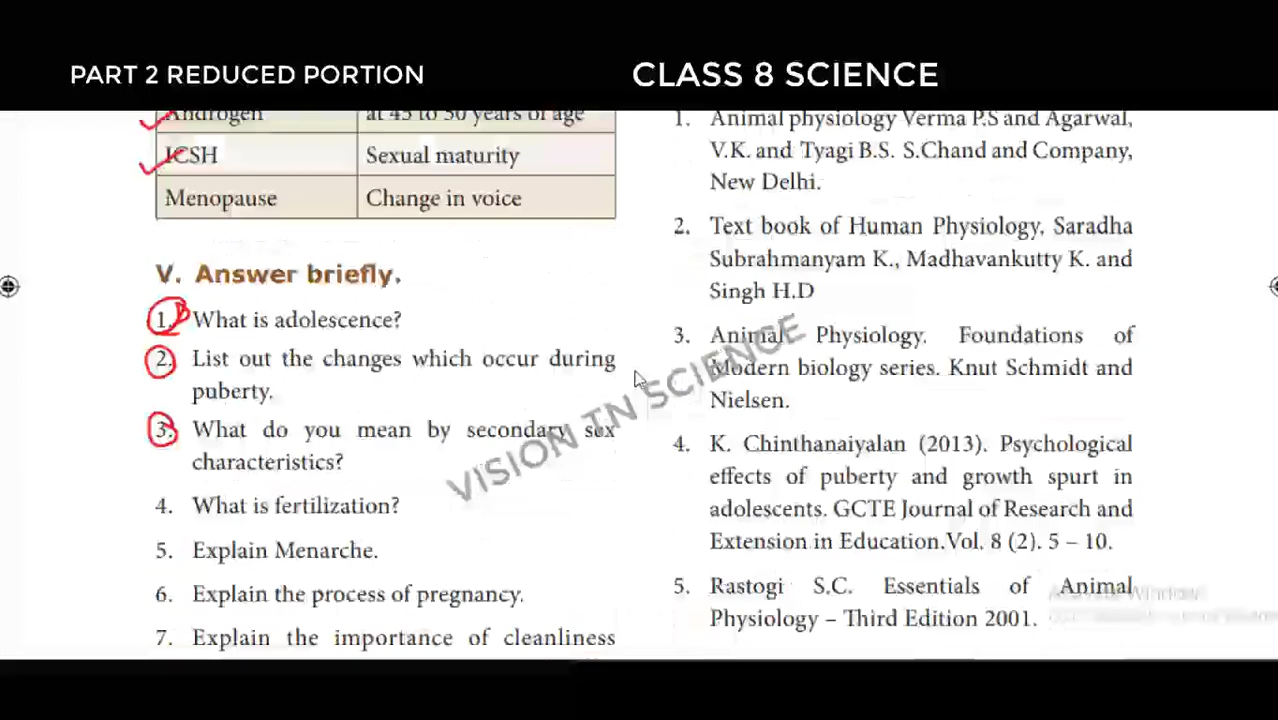 PART 2 REDUCED PORTION
CLASS 8 SCIENCE
Androgen at 45 to 50 years of age
ICSH Sexual maturity
Menopause Change in voice
V. Answer briefly.
1. What is adolescence?
2. List out the changes which occur during
puberty.
3. What do you mean by secondary sex
characteristics?
4. What is fertilization?
5. Explain Menarche.
6. Explain the process of pregnancy.
7. Explain the importance of cleanliness
1. Animal physiology Verma P.S and Agarwal,
V.K. and Tyagi B.S. S.Chand and Company,
New Delhi.
2. Text book of Human Physiology. Saradha
Subrahmanyam K., Madhavankutty K. and
Singh H.D
3. Animal Physiology. Foundations of
Modern biology series. Knut Schmidt and
Nielsen.
4. K. Chinthanaiyalan (2013). Psychological
effects of puberty and growth spurt in
adolescents. GCTE Journal of Research and
Extension in Education.Vol. 8 (2). 5 – 10.
5. Rastogi S.C. Essentials of Animal
Physiology – Third Edition 2001.
VISION TN SCIENCE